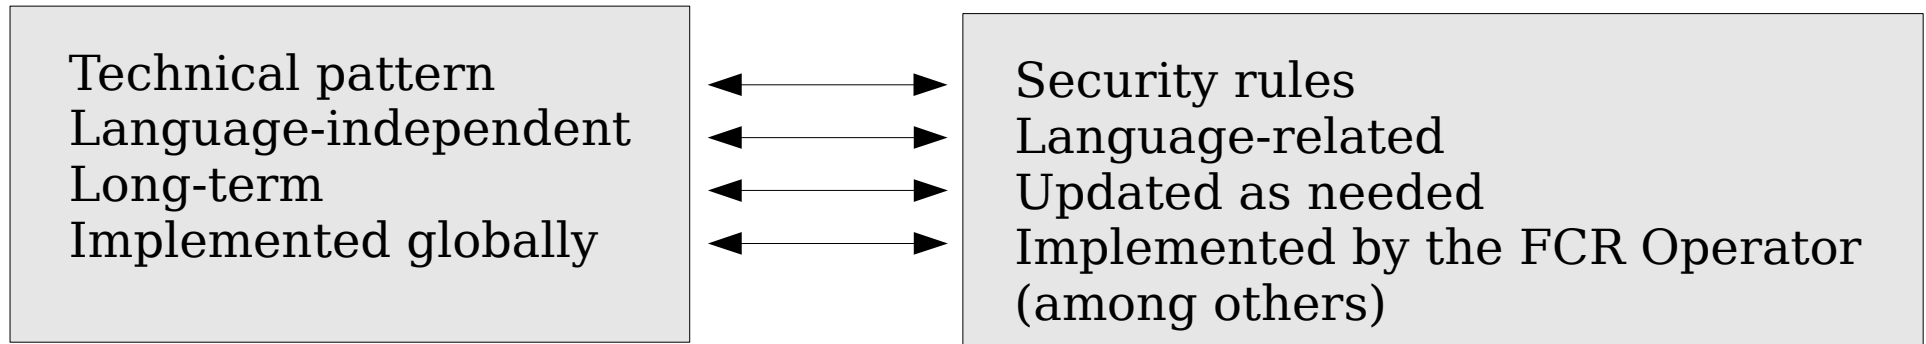 Technical pattern
Language-independent
Long-term
Implemented globally
Security rules
Language-related
Updated as needed
Implemented by the FCR Operator
(among others)